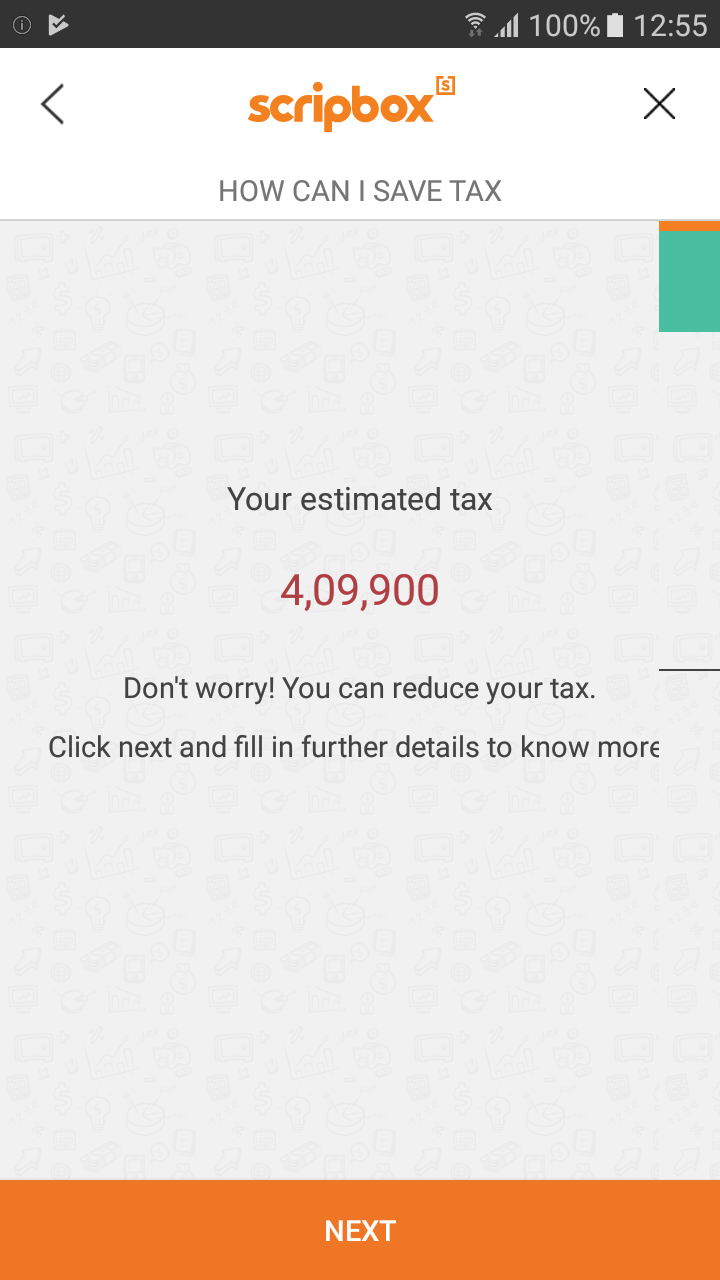 100% 12:55
scripbox [s]
HOW CAN I SAVE TAX
Your estimated tax
4,09,900
Don't worry! You can reduce your tax.
Click next and fill in further details to know more
NEXT